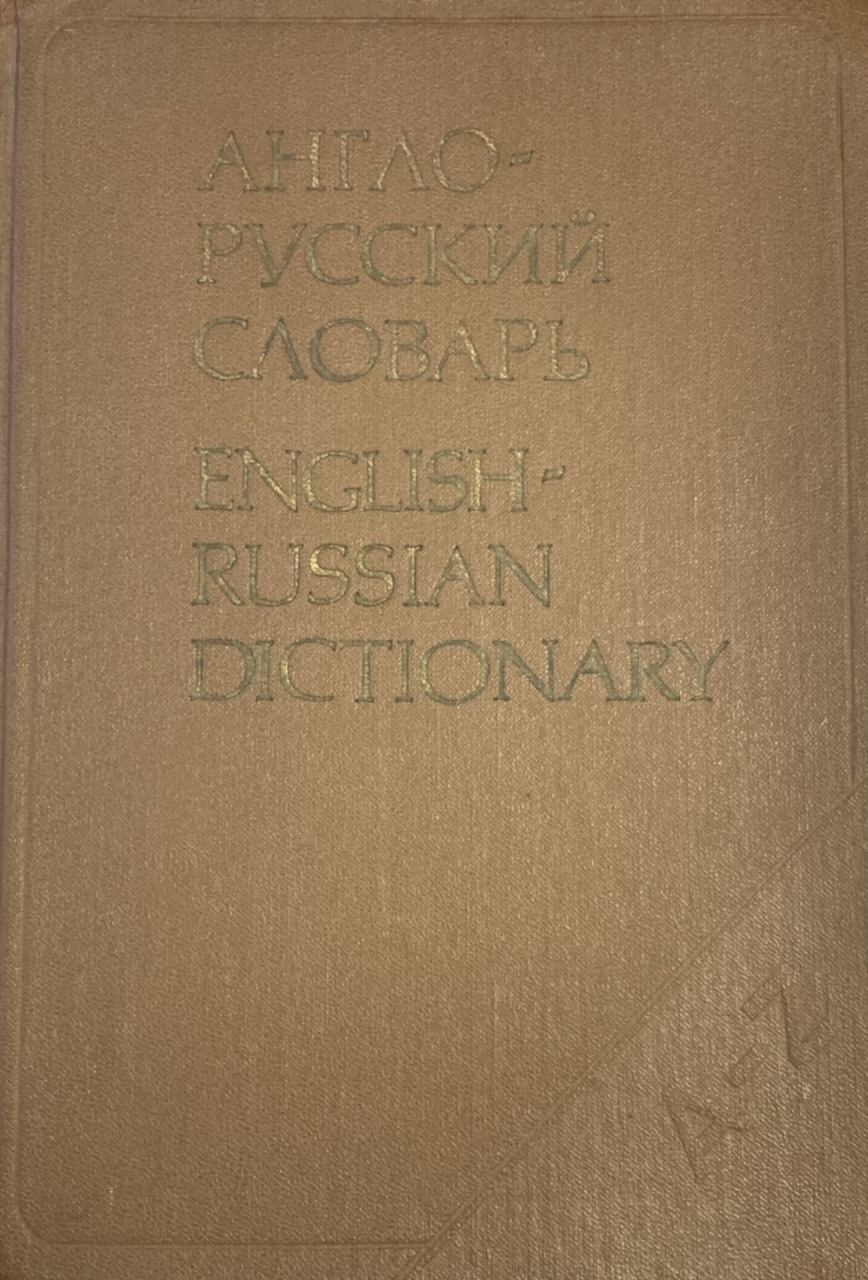 АНГЛО-
РУССКИЙ
СЛОВАРЬ
ENGLISH-
RUSSIAN
DICTIONARY
A-Z